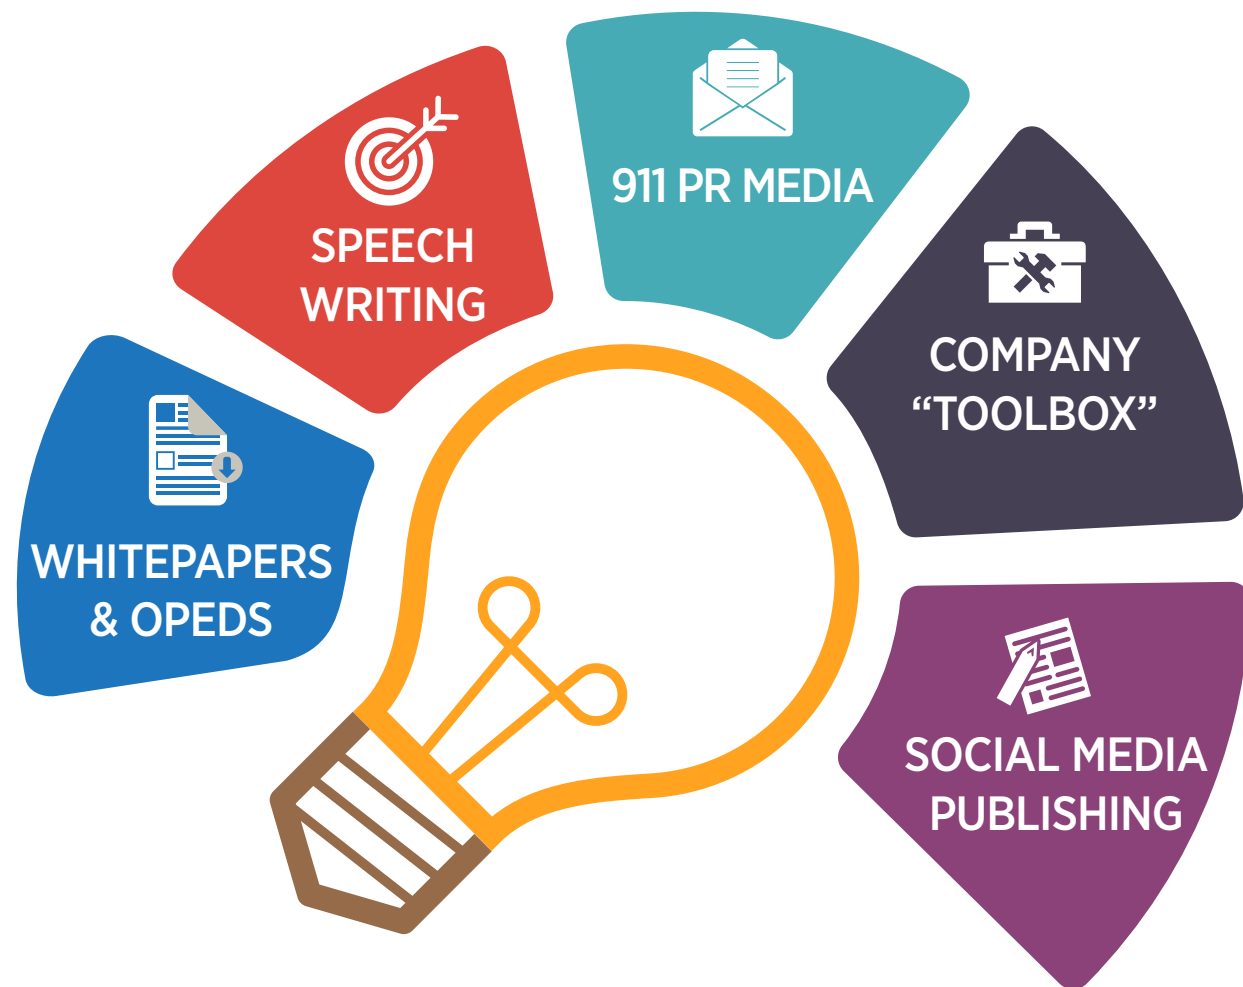 WHITEPAPERS
& OPEDS
SPEECH
WRITING
911 PR MEDIA
COMPANY
“TOOLBOX”
SOCIAL MEDIA
PUBLISHING